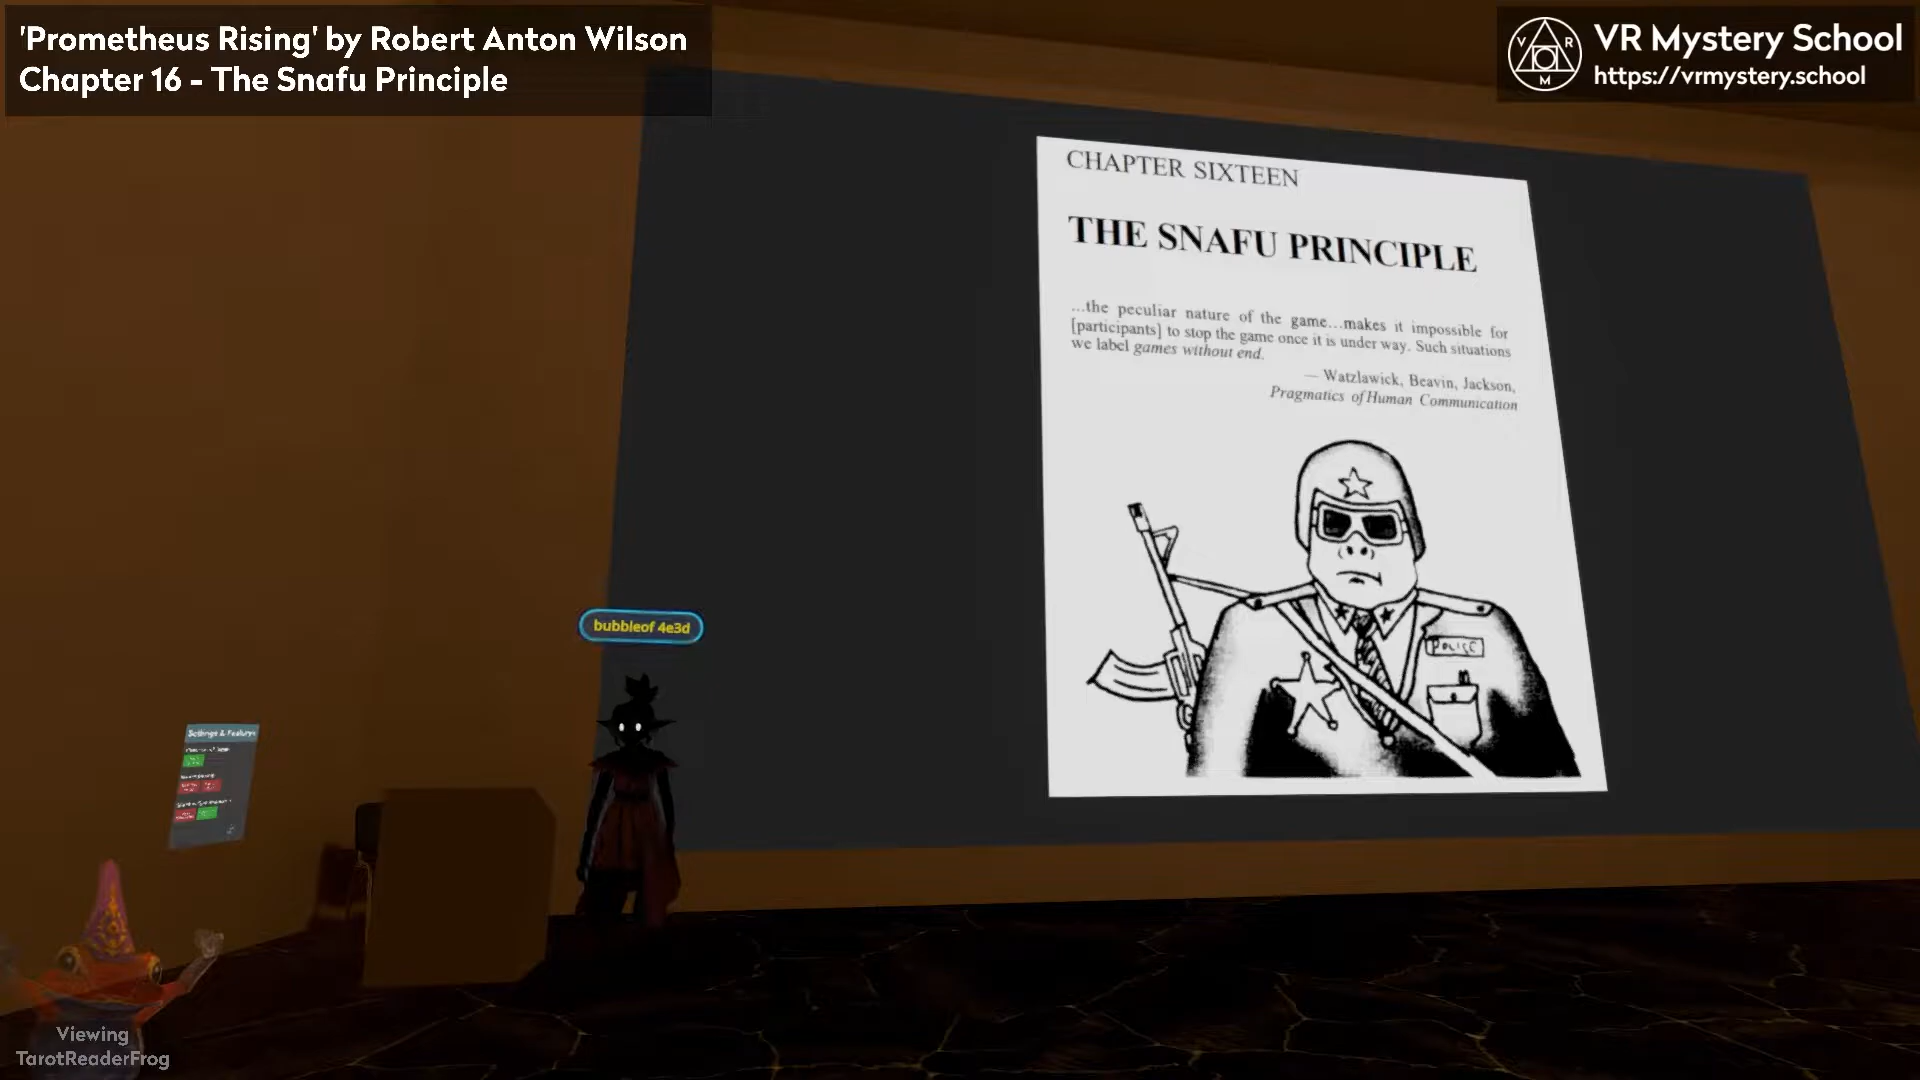 'Prometheus Rising' by Robert Anton Wilson
Chapter 16 - The Snafu Principle
V R
M
VR Mystery School
https://vrmystery.school
CHAPTER SIXTEEN
THE SNAFU PRINCIPLE
...the peculiar nature of the game...makes it impossible for
[participants] to stop the game once it is under way. Such situations
we label games without end.
— Watzlawick, Beavin, Jackson,
Pragmatics of Human Communication
POLICE
bubbleof 4e3d
Settings & Features
Viewing
TarotReaderFrog